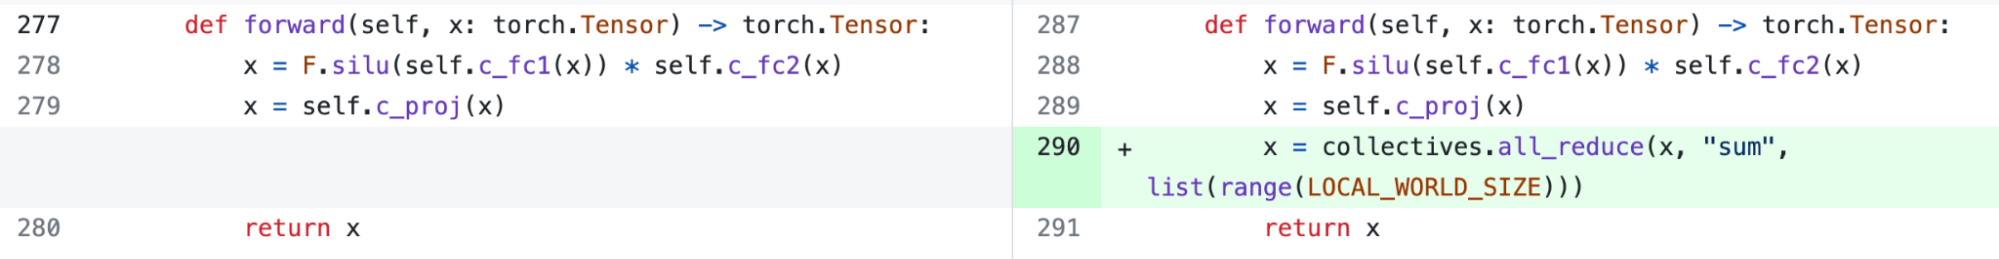 277 def forward(self, x: torch.Tensor) -> torch.Tensor:
278 x = F.silu(self.c_fc1(x)) * self.c_fc2(x)
279 x = self.c_proj(x)
280 return x
287 def forward(self, x: torch.Tensor) -> torch.Tensor:
288 x = F.silu(self.c_fc1(x)) * self.c_fc2(x)
289 x = self.c_proj(x)
290 + x = collectives.all_reduce(x, "sum",
list(range(LOCAL_WORLD_SIZE)))
291 return x